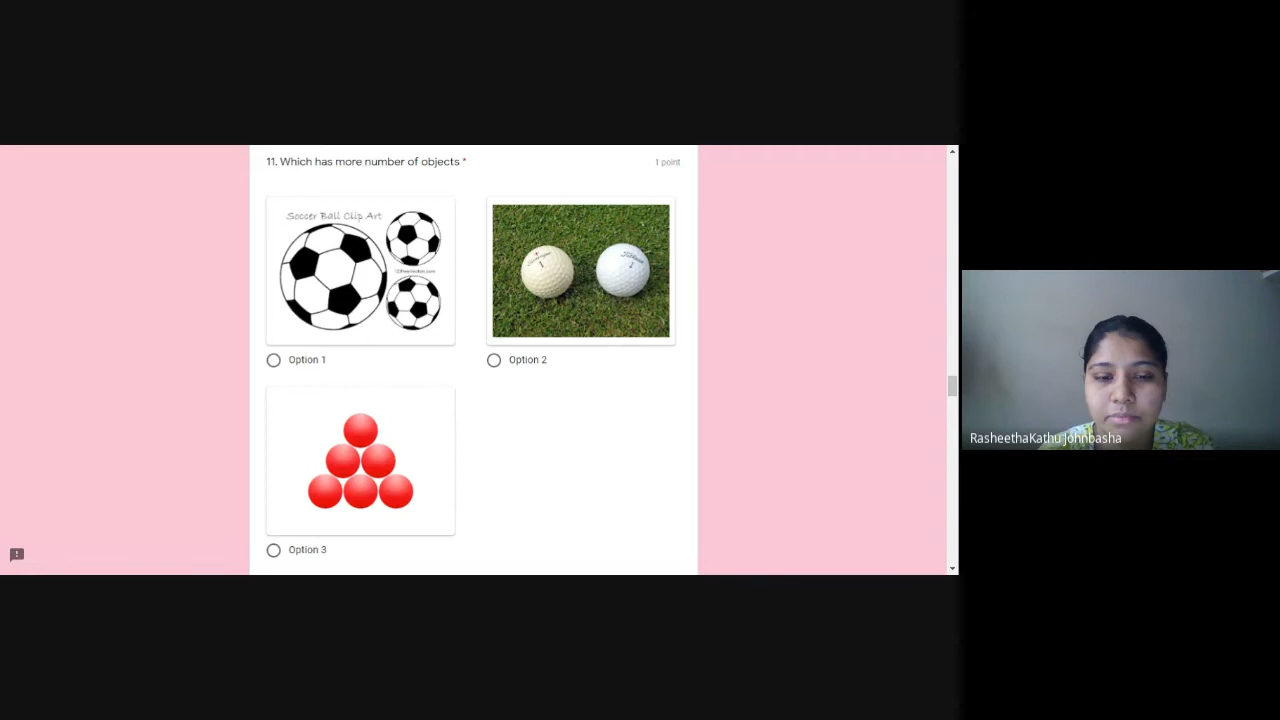 11. Which has more number of objects *
1 point
Soccer Ball Clip Art
Option 1
Option 2
Option 3
RasheethaKathu Johnbasha